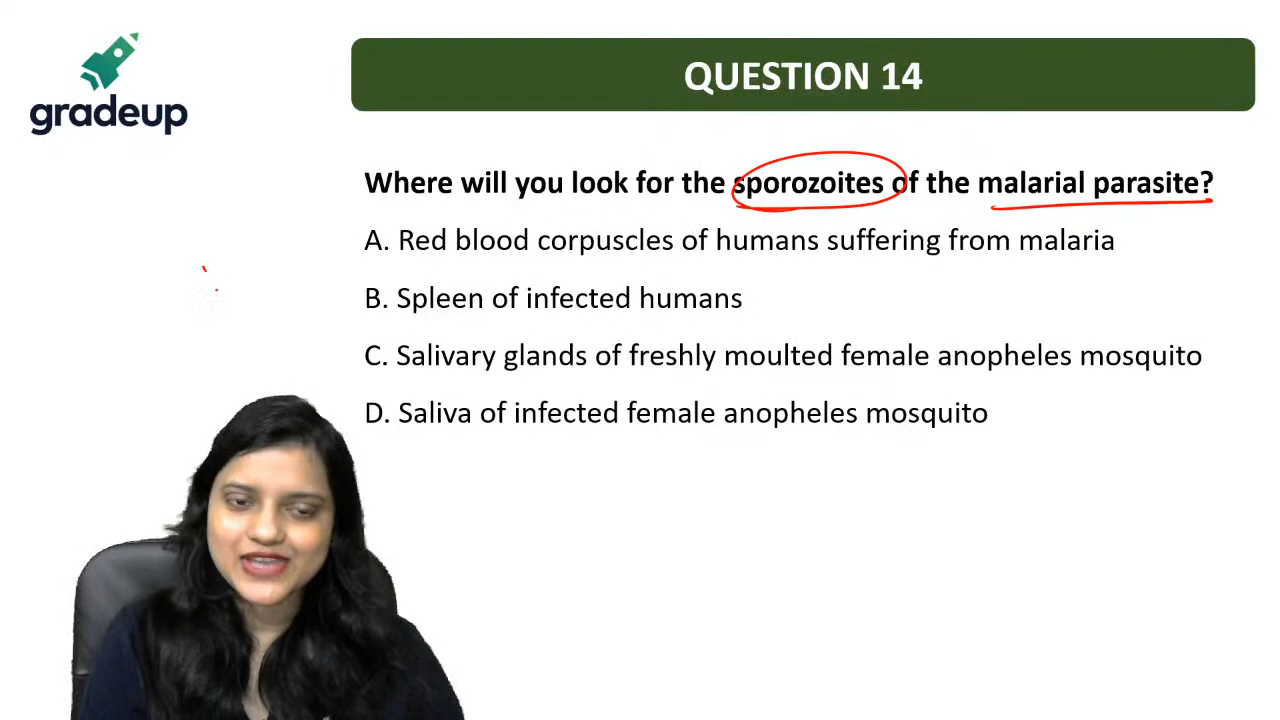 gradeup
QUESTION 14
Where will you look for the sporozoites of the malarial parasite?
A. Red blood corpuscles of humans suffering from malaria
B. Spleen of infected humans
C. Salivary glands of freshly moulted female anopheles mosquito
D. Saliva of infected female anopheles mosquito